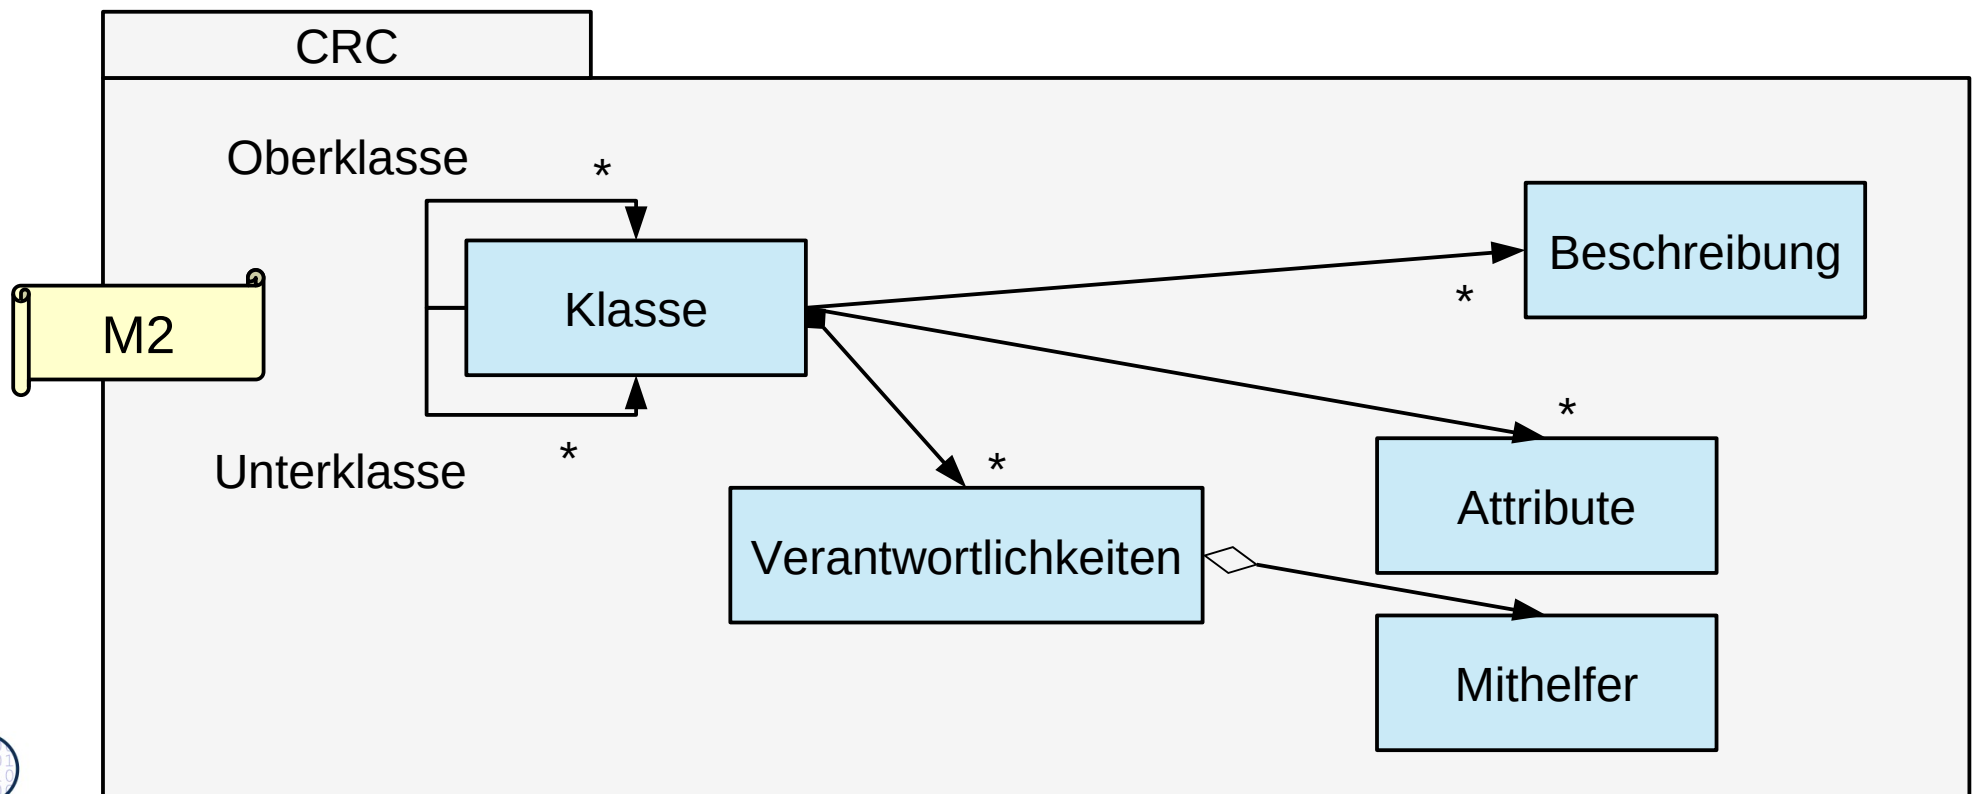 CRC
Oberklasse
*
Beschreibung
Klasse
*
M2
*
Unterklasse
*
*
Attribute
Verantwortlichkeiten
Mithelfer